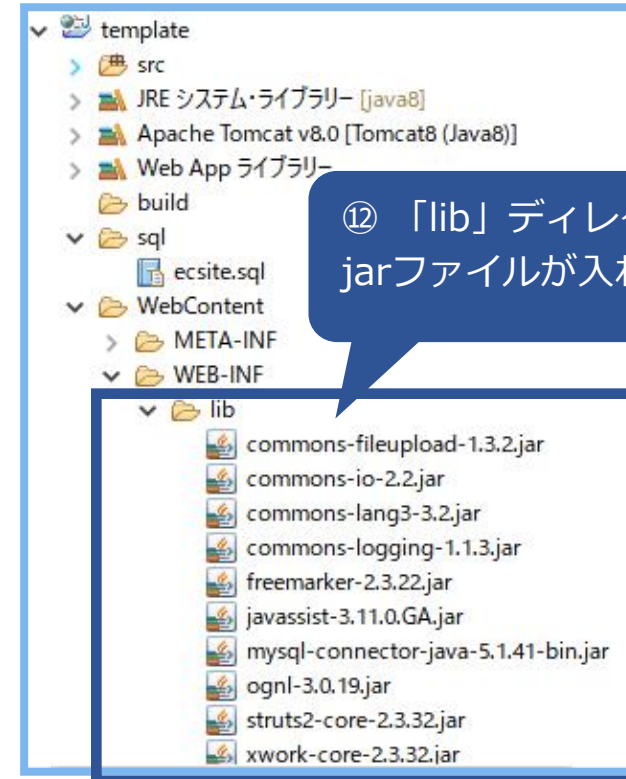 template
src
JRE システム・ライブラリー [java8]
Apache Tomcat v8.0 [Tomcat8 (Java8)]
Web App ライブラリー
build
sql
ecsite.sql
WebContent
META-INF
WEB-INF
⑫ 「lib」ディレク
jarファイルが入
lib
commons-fileupload-1.3.2.jar
commons-io-2.2.jar
commons-lang3-3.2.jar
commons-logging-1.1.3.jar
freemarker-2.3.22.jar
javassist-3.11.0.GA.jar
mysql-connector-java-5.1.41-bin.jar
ognl-3.0.19.jar
struts2-core-2.3.32.jar
xwork-core-2.3.32.jar